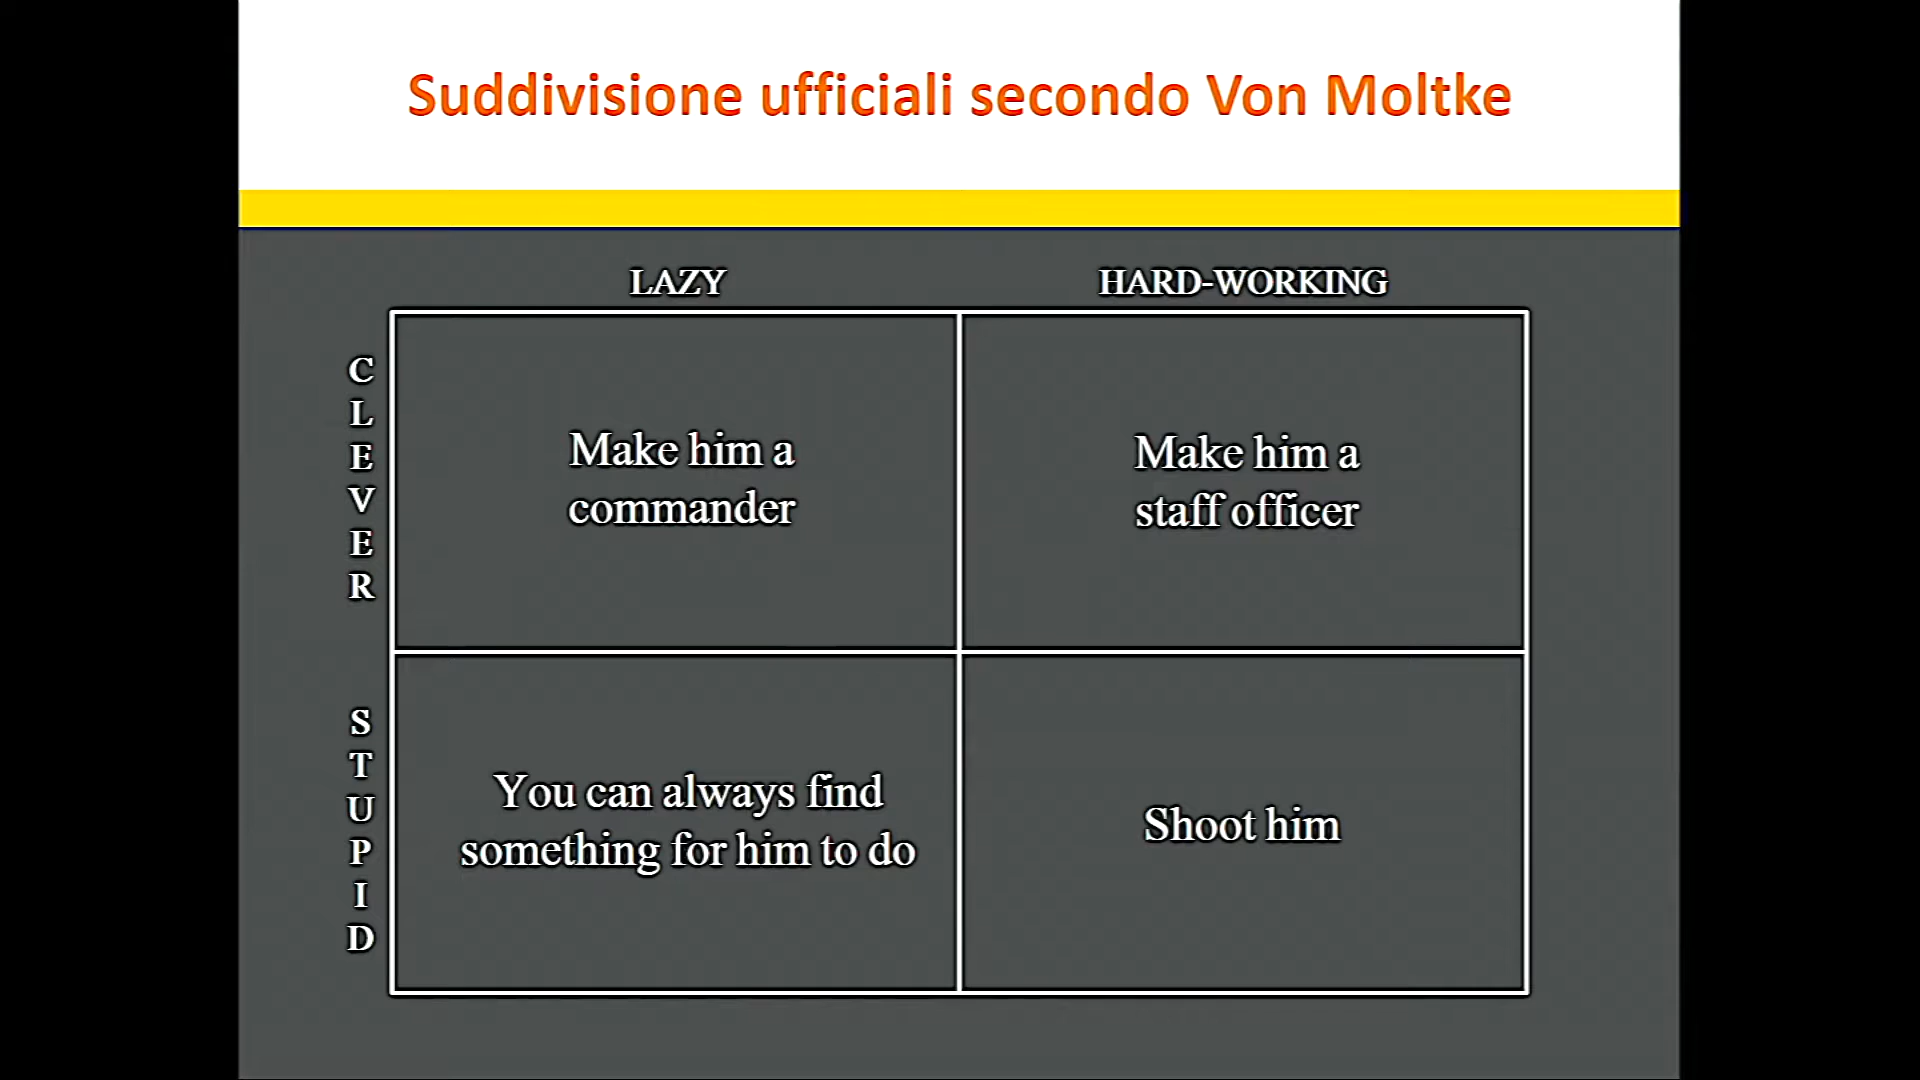 Suddivisione ufficiali secondo Von Moltke
LAZY
HARD-WORKING
CLEVER
Make him a
commander
Make him a
staff officer
STUPID
You can always find
something for him to do
Shoot him